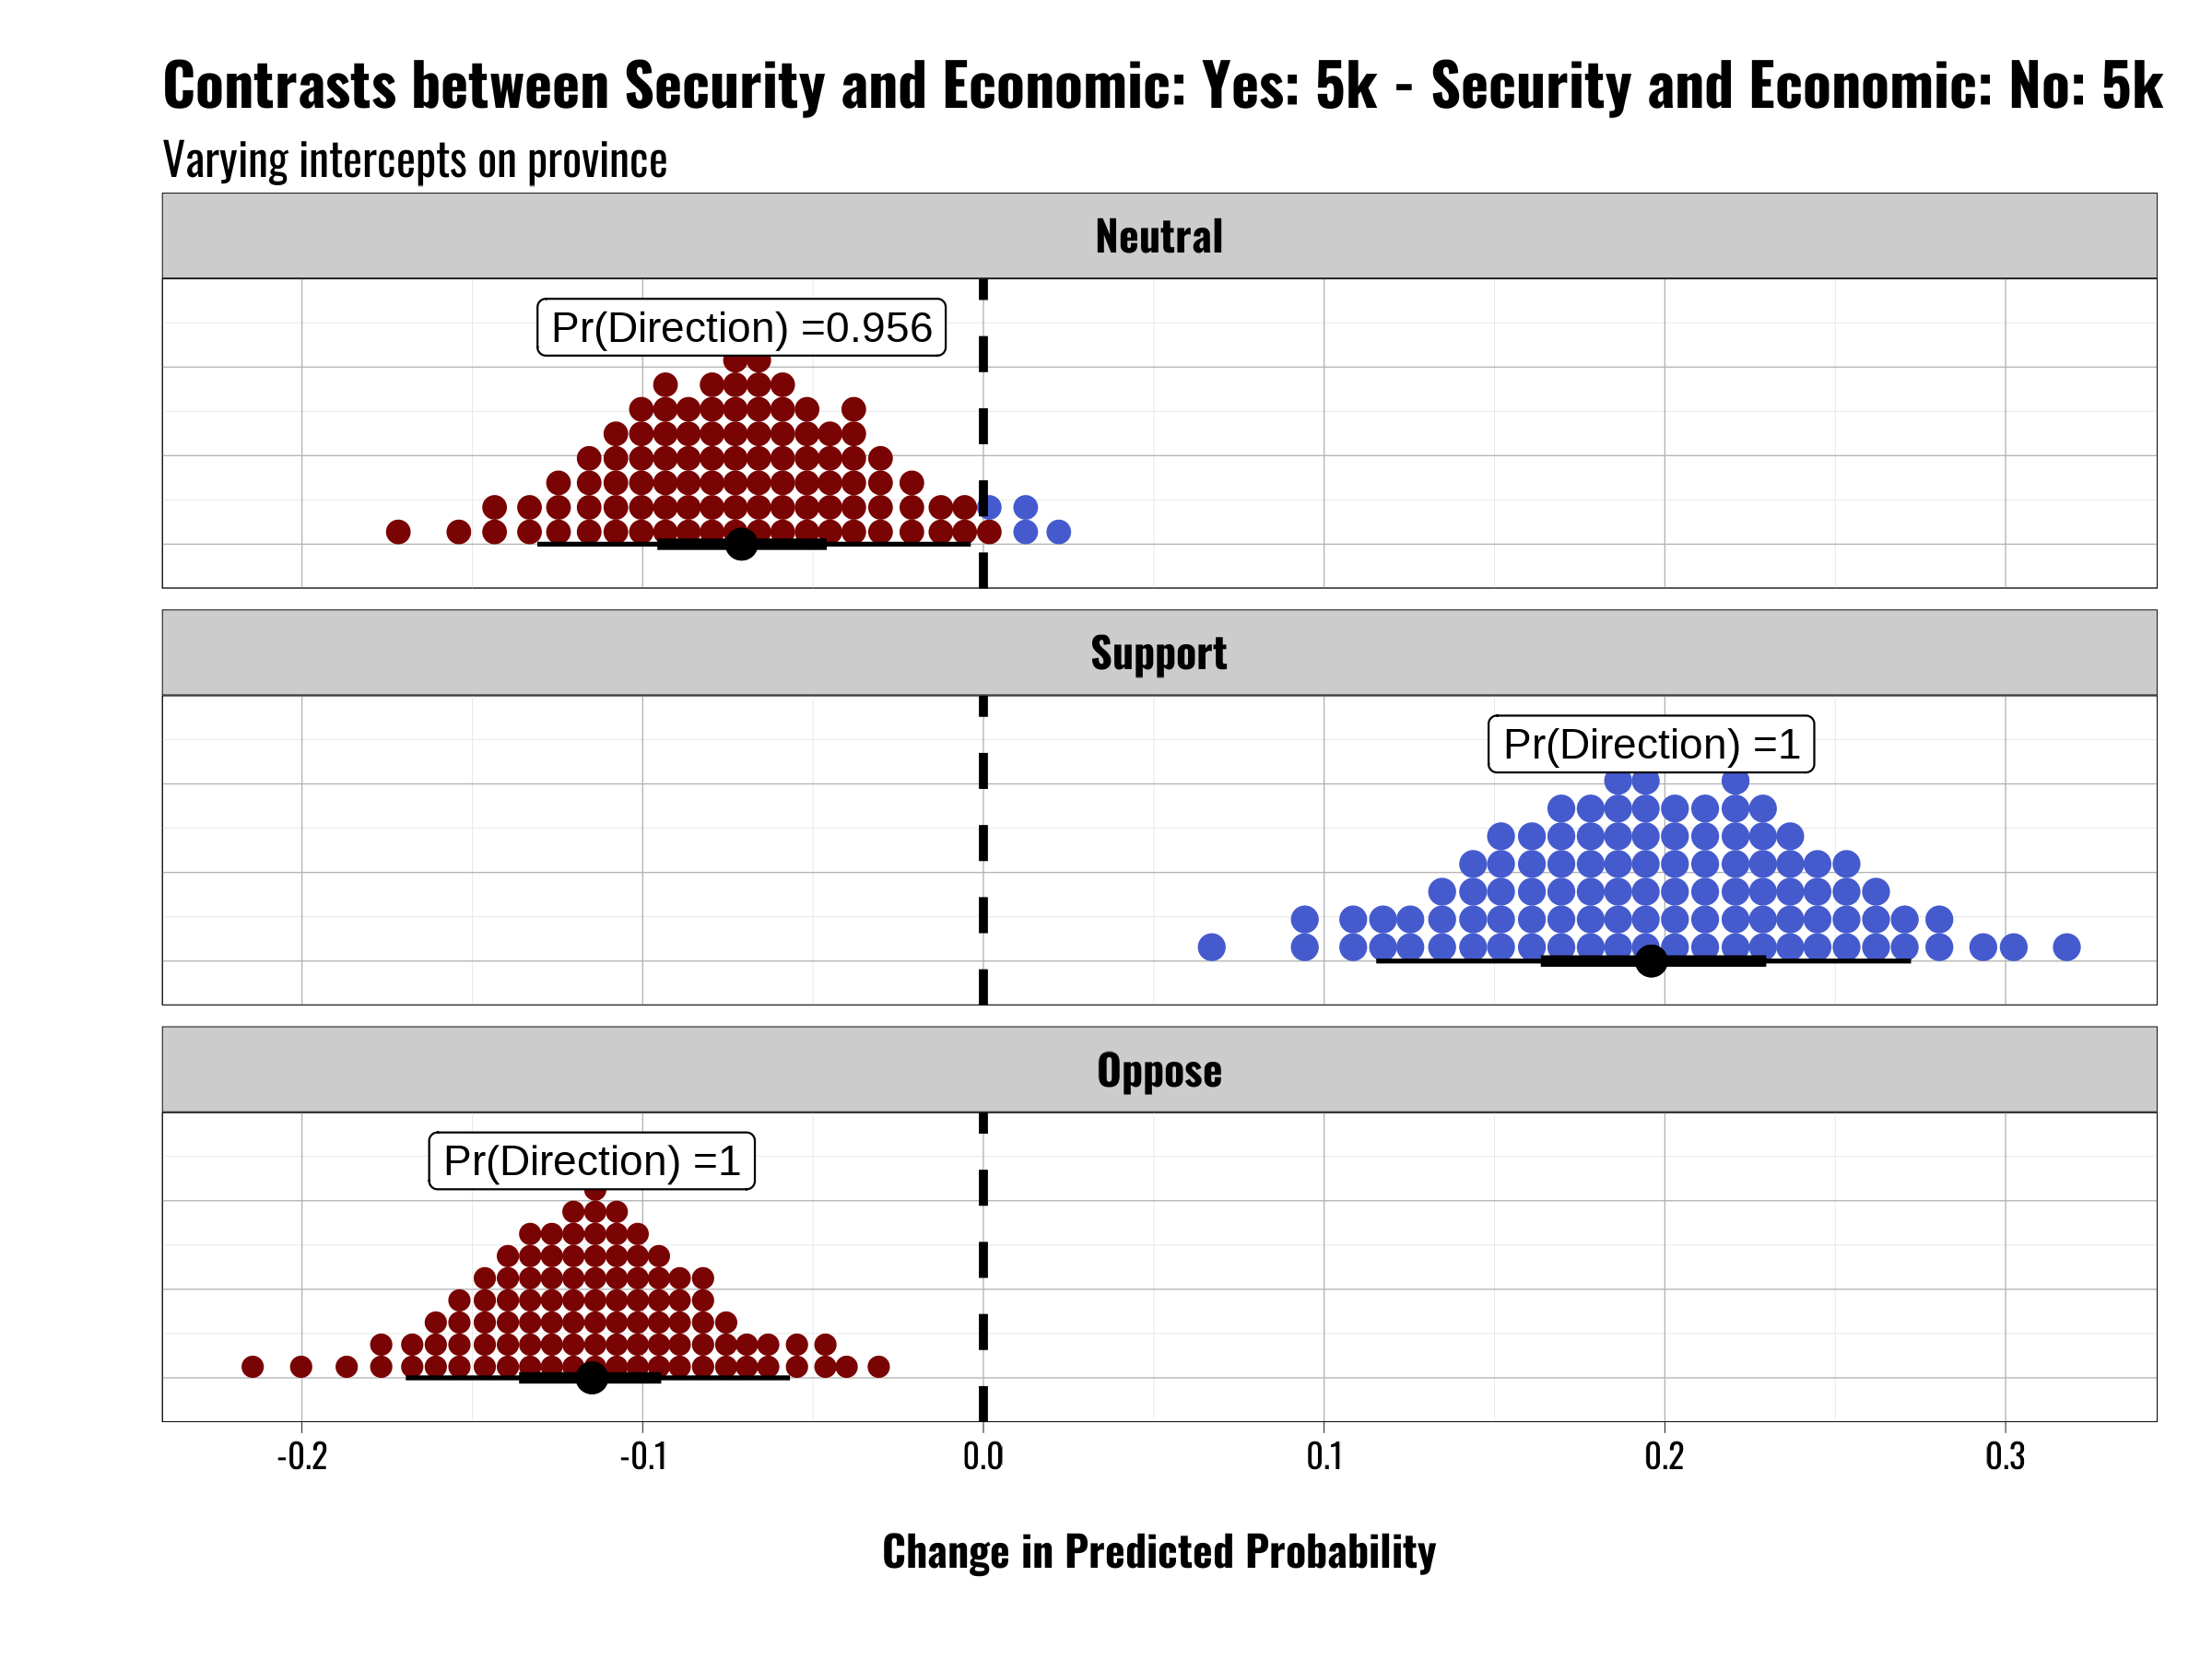 Contrasts between Security and Economic: Yes: 5k - Security and Economic: No: 5k
Varying intercepts on province
Neutral
Pr(Direction) =0.956
Support
Pr(Direction) =1
Oppose
Pr(Direction) =1
-0.2 -0.1 0.0 0.1 0.2 0.3
Change in Predicted Probability